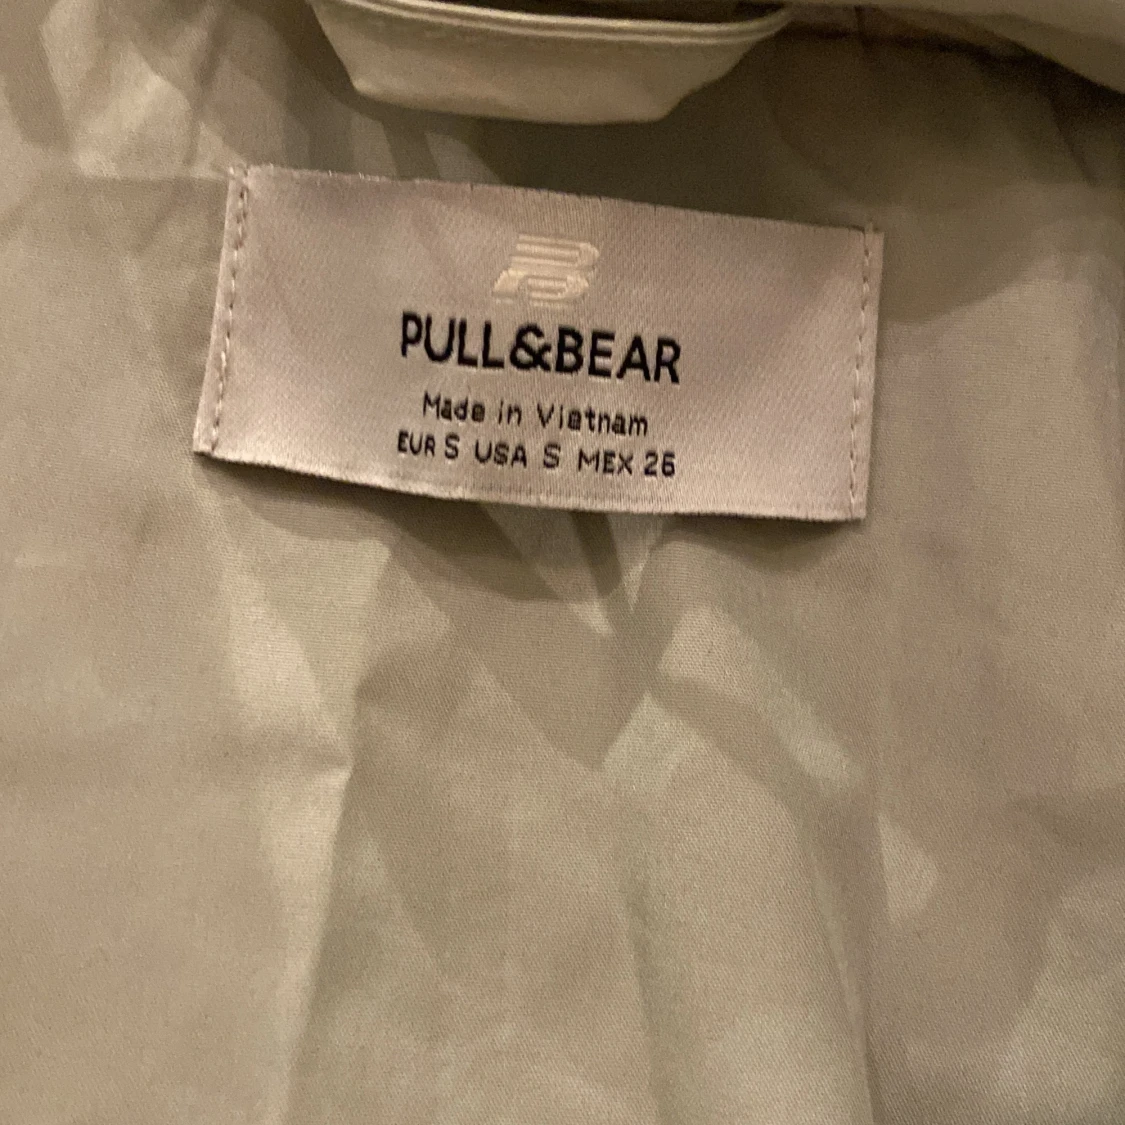 PULL&BEAR
Made in Vietnam
EUR S USA S MEX 26